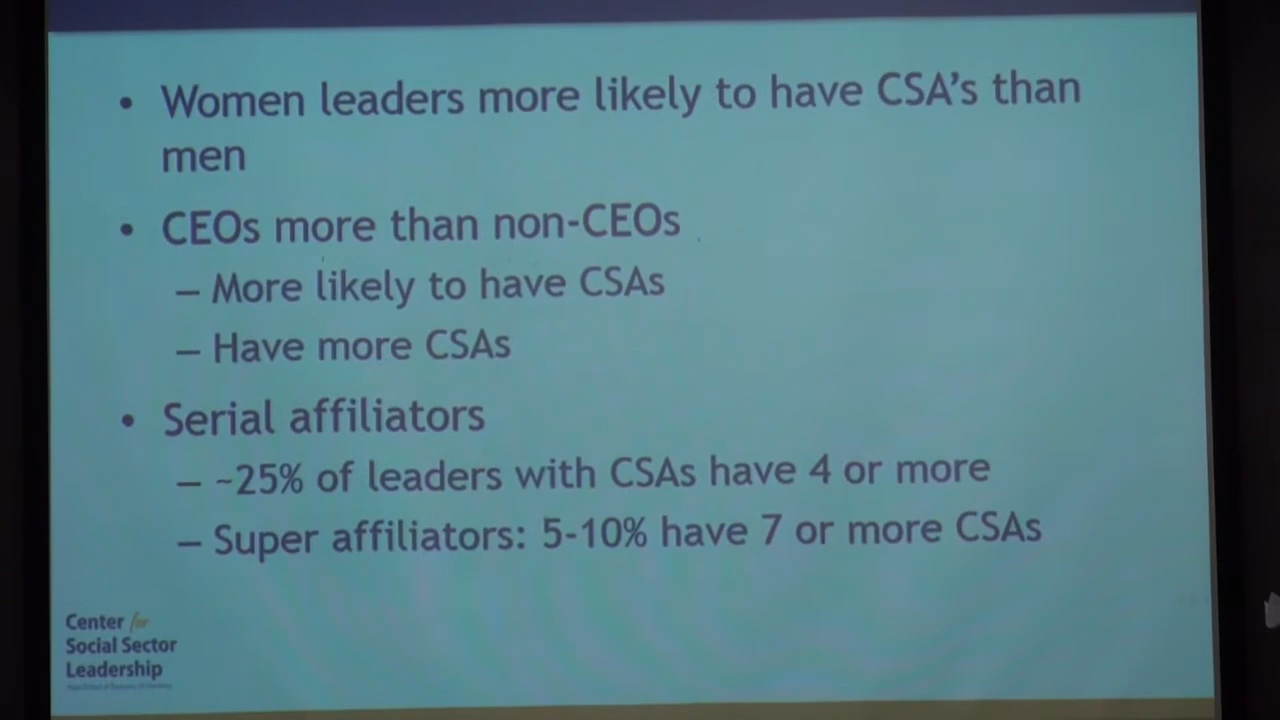 • Women leaders more likely to have CSA's than
men
• CEOs more than non-CEOs
– More likely to have CSAs
– Have more CSAs
• Serial affiliators
– ~25% of leaders with CSAs have 4 or more
– Super affiliators: 5-10% have 7 or more CSAs
Center for
Social Sector
Leadership